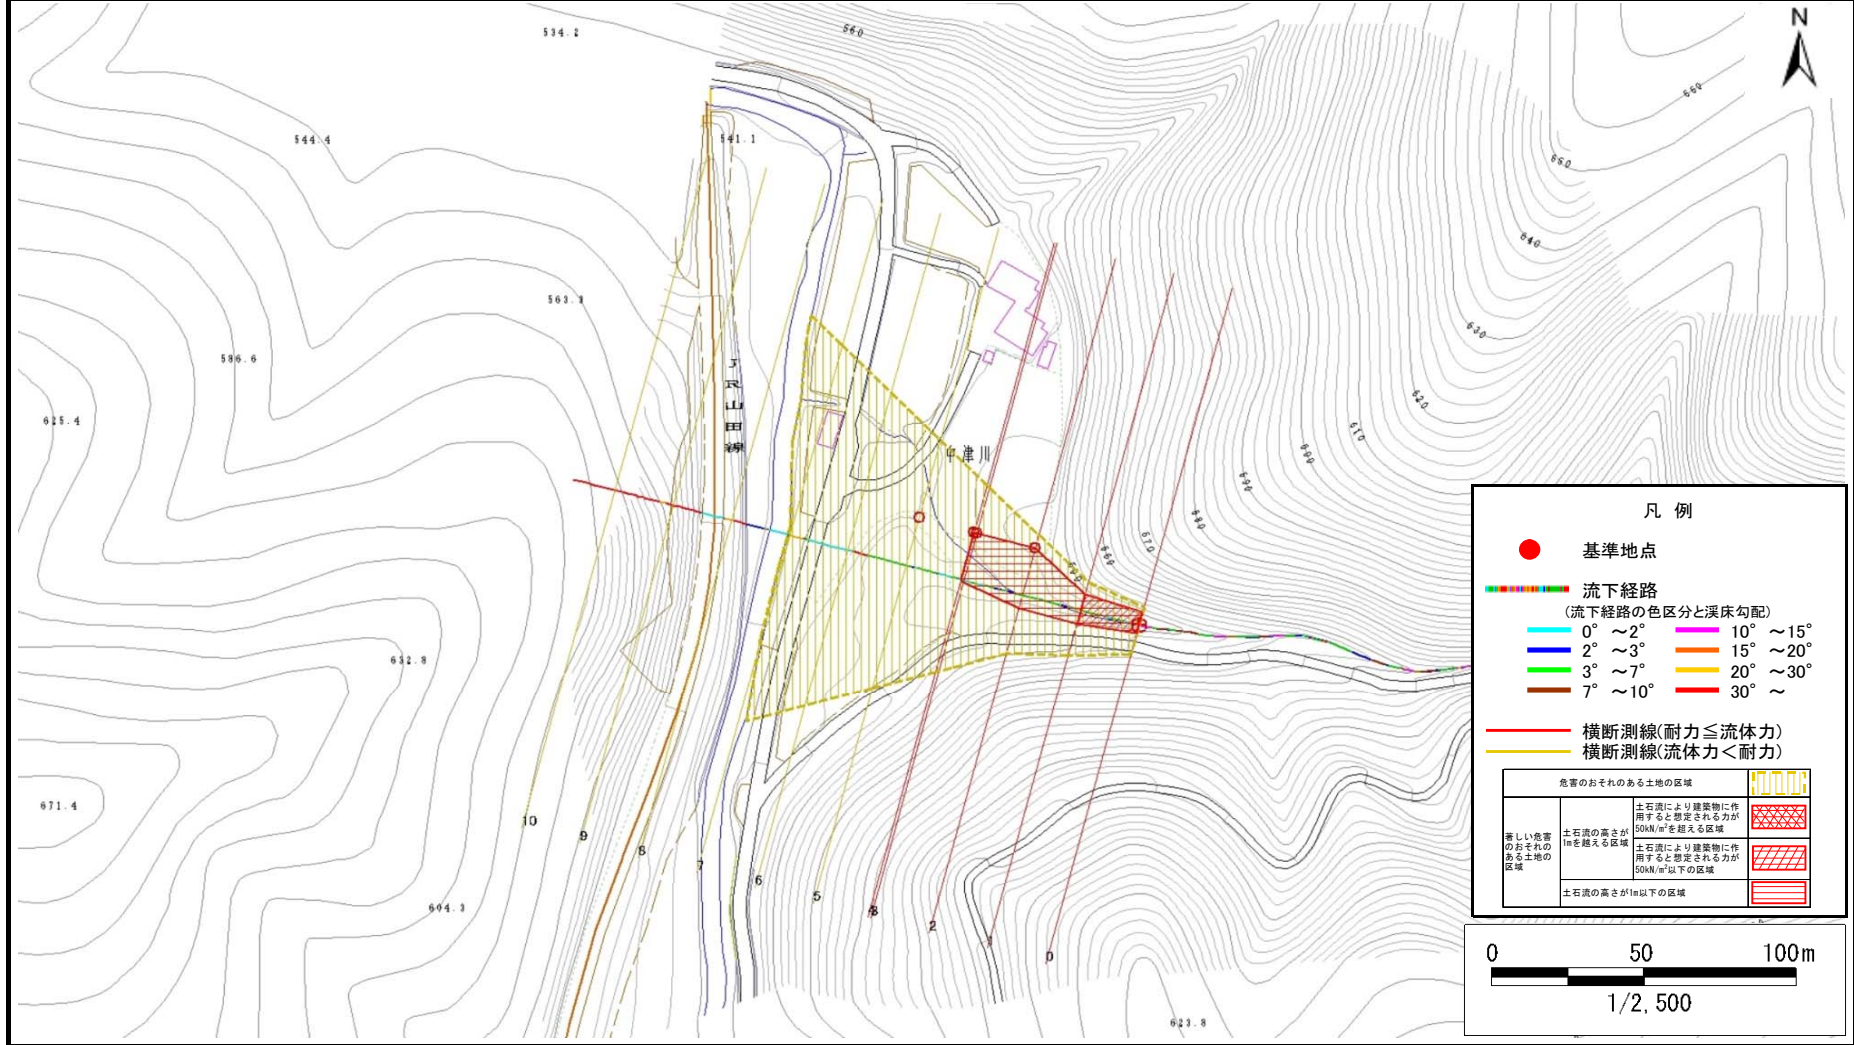 N
534.2
560
660
544.4
541.1
660
640
563.3
586.6
630
JR山田線
620
625.4
610
600
中津川
590
580
570
560
632.8
671.4
604.3
623.8
10
9
8
7
6
5
2
1
0
凡 例
基準地点
流下経路
(流下経路の色区分と渓床勾配)
0° ～2° 10° ～15°
2° ～3° 15° ～20°
3° ～7° 20° ～30°
7° ～10° 30° ～
横断測線(耐力≦流体力)
横断測線(流体力＜耐力)
危害のおそれのある土地の区域
著しい危害
のおそれの
ある土地の
区域
土石流の高さが
1mを越える区域
土石流により建築物に作
用すると想定される力が
50kN/m²を超える区域
土石流により建築物に作
用すると想定される力が
50kN/m²以下の区域
土石流の高さが1m以下の区域
0 50 100m
1/2,500